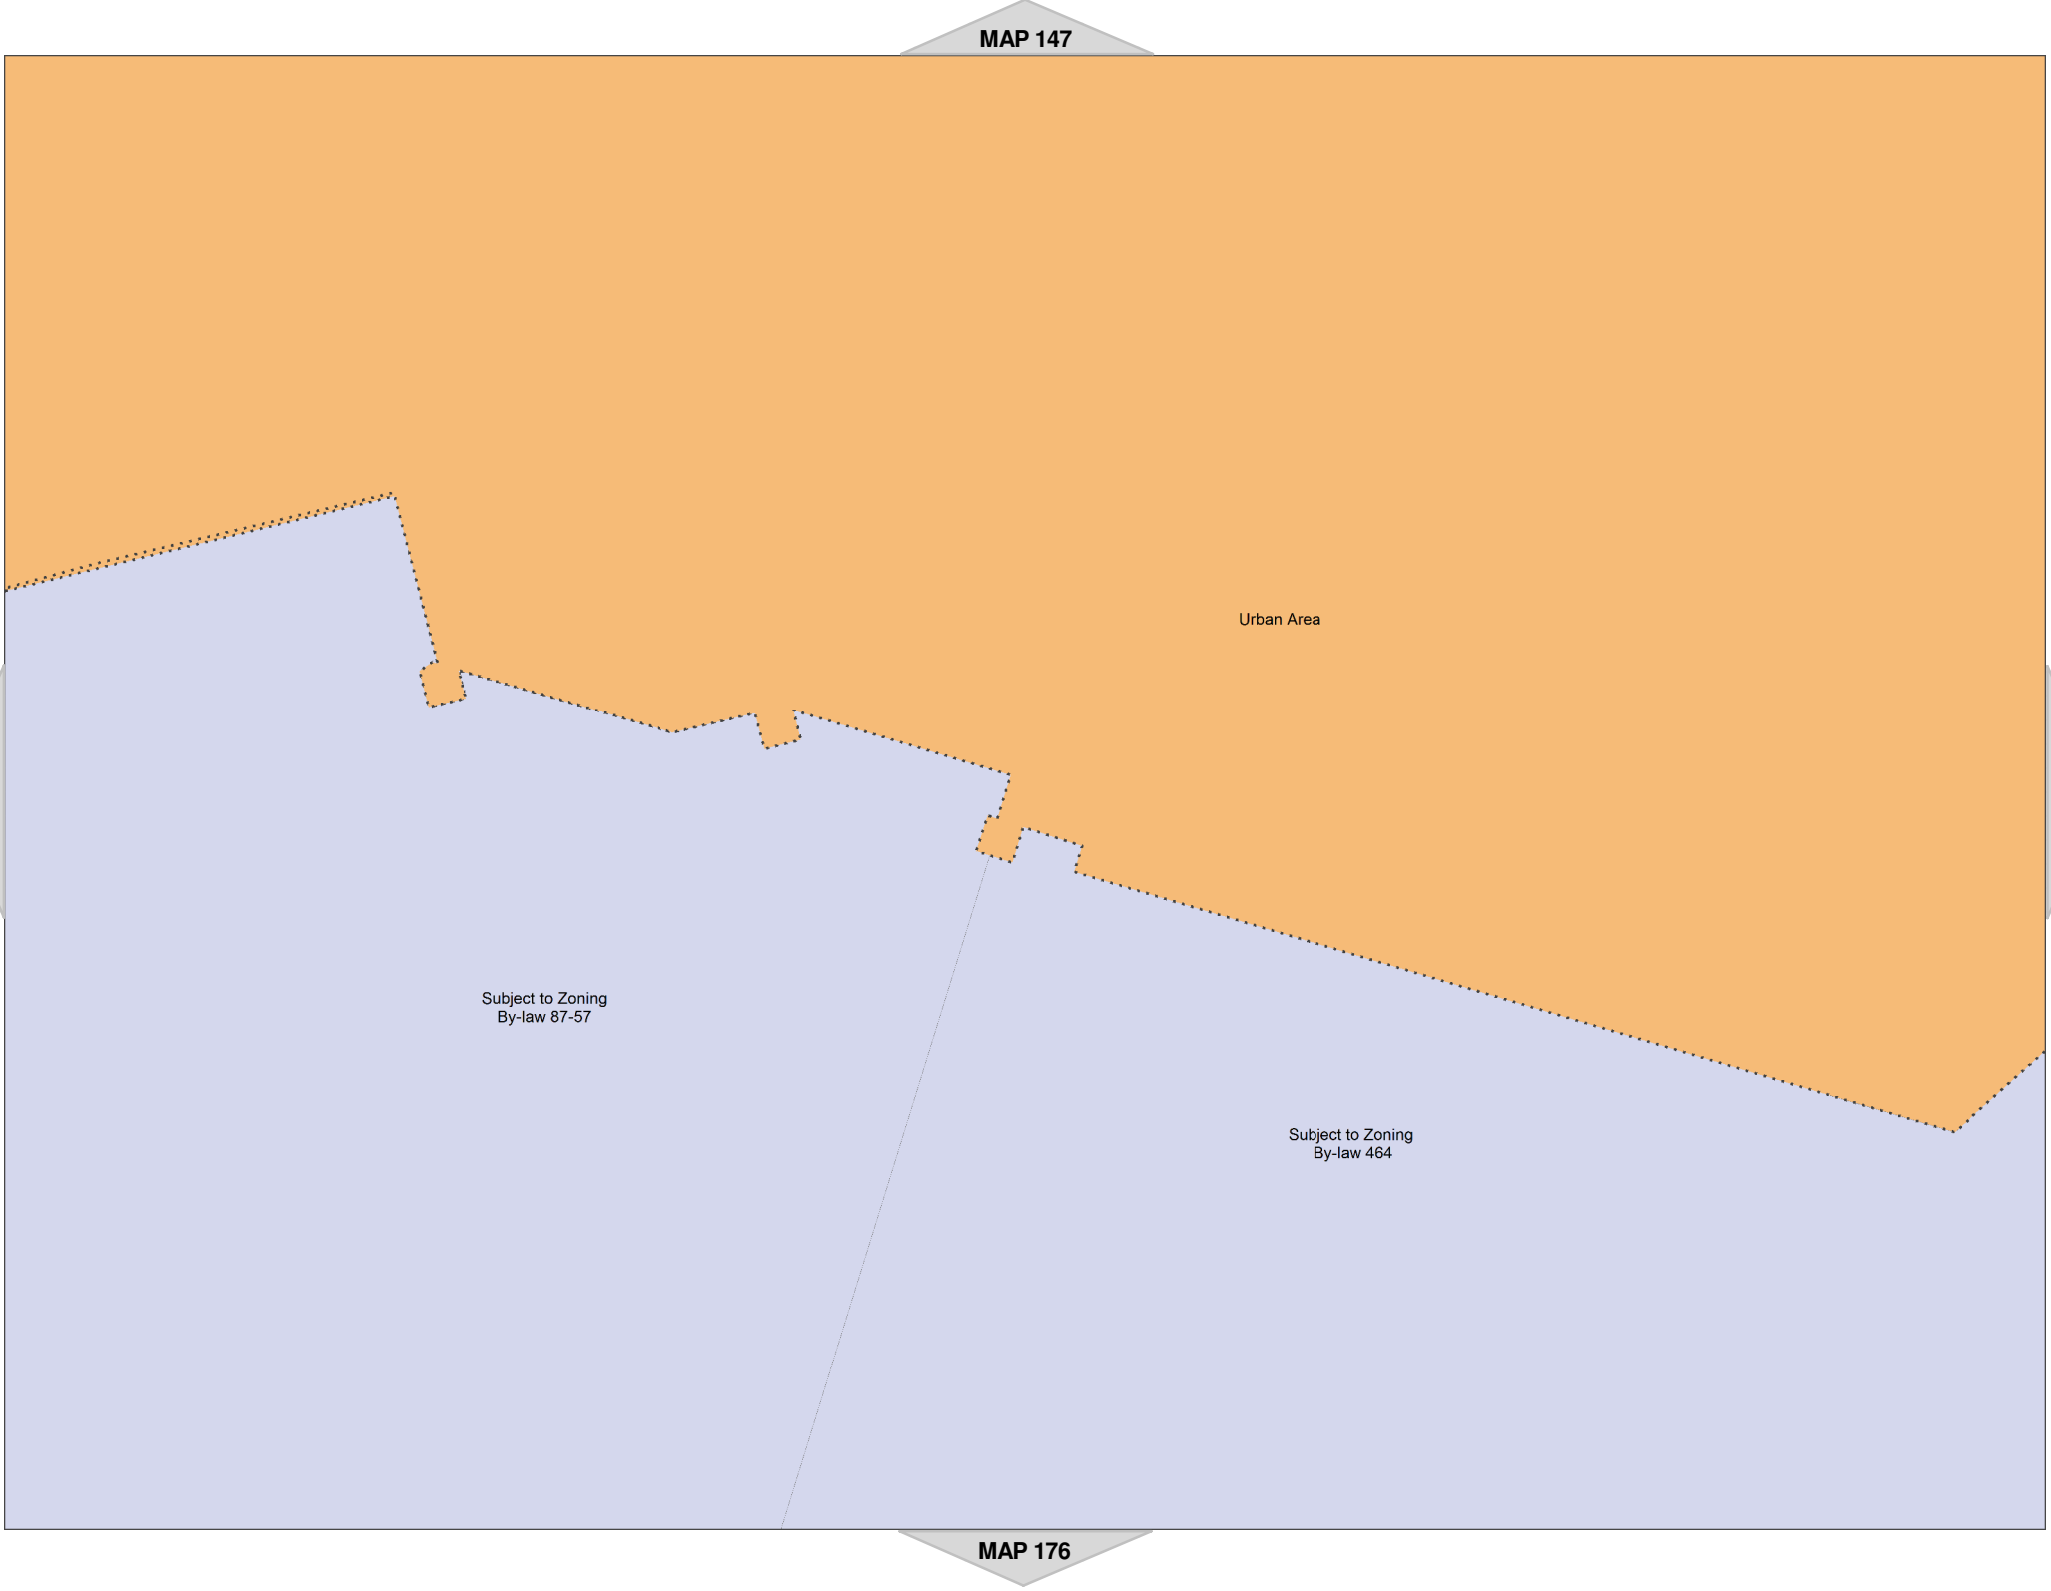 MAP 147
Urban Area
Subject to Zoning
By-law 87-57
Subject to Zoning
By-law 464
MAP 176